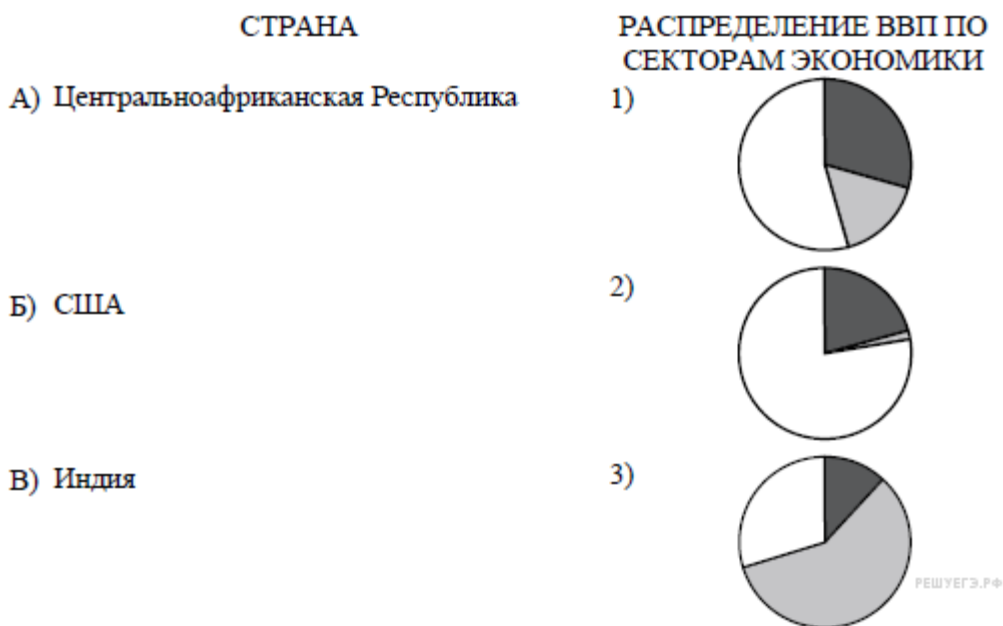 СТРАНА
РАСПРЕДЕЛЕНИЕ ВВП ПО
СЕКТОРАМ ЭКОНОМИКИ
А) Центральноафриканская Республика
1)
Б) США
2)
В) Индия
3)
РЕШУЕГЭ.РФ